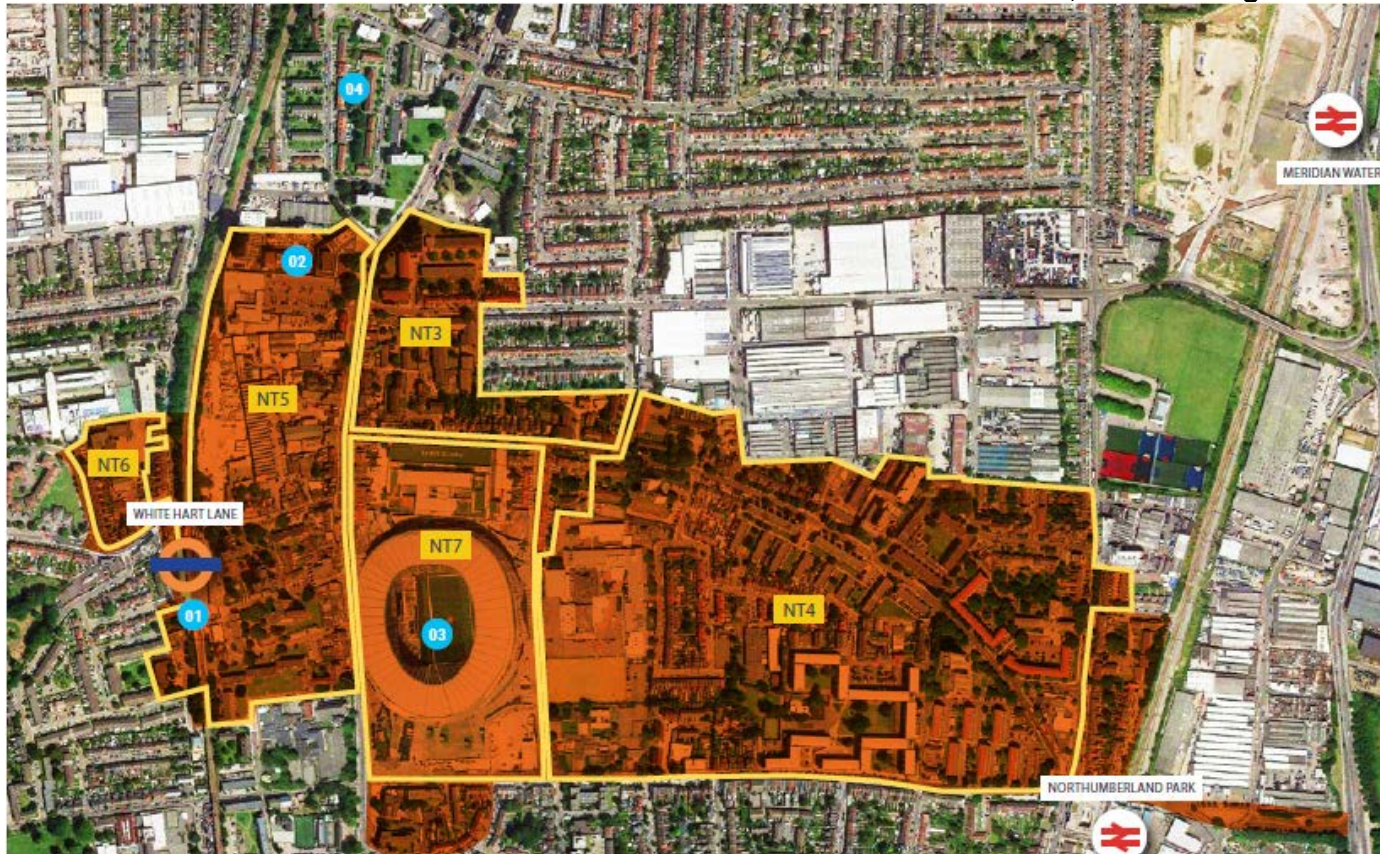 04
MERIDIAN WATER
02
NT3
NT5
NT6
WHITE HART LANE
NT7
01
03
NT4
NORTHUMBERLAND PARK